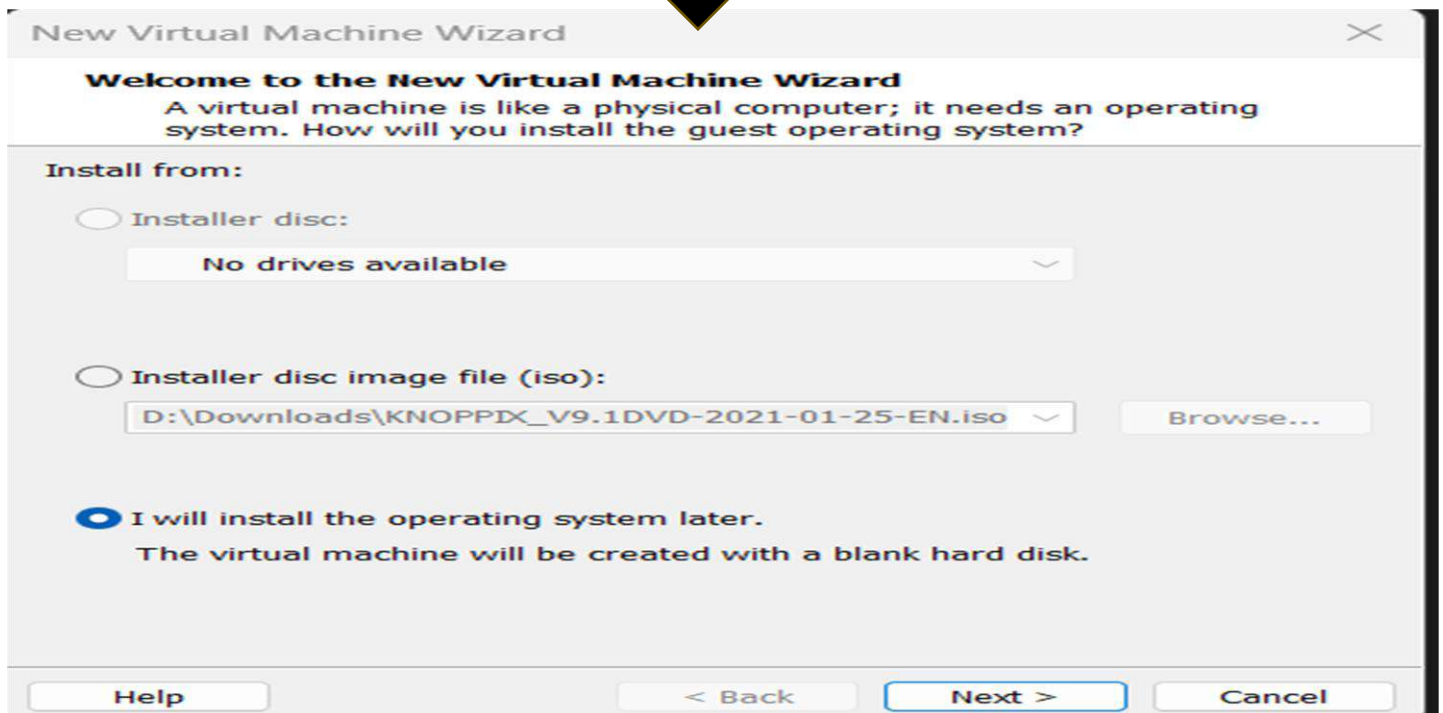 New Virtual Machine Wizard
Welcome to the New Virtual Machine Wizard
A virtual machine is like a physical computer; it needs an operating
system. How will you install the guest operating system?
Install from:
Installer disc:
No drives available
Installer disc image file (iso):
D:\Downloads\KNOPPIX_V9.1DVD-2021-01-25-EN.iso
Browse...
I will install the operating system later.
The virtual machine will be created with a blank hard disk.
Help
< Back
Next >
Cancel